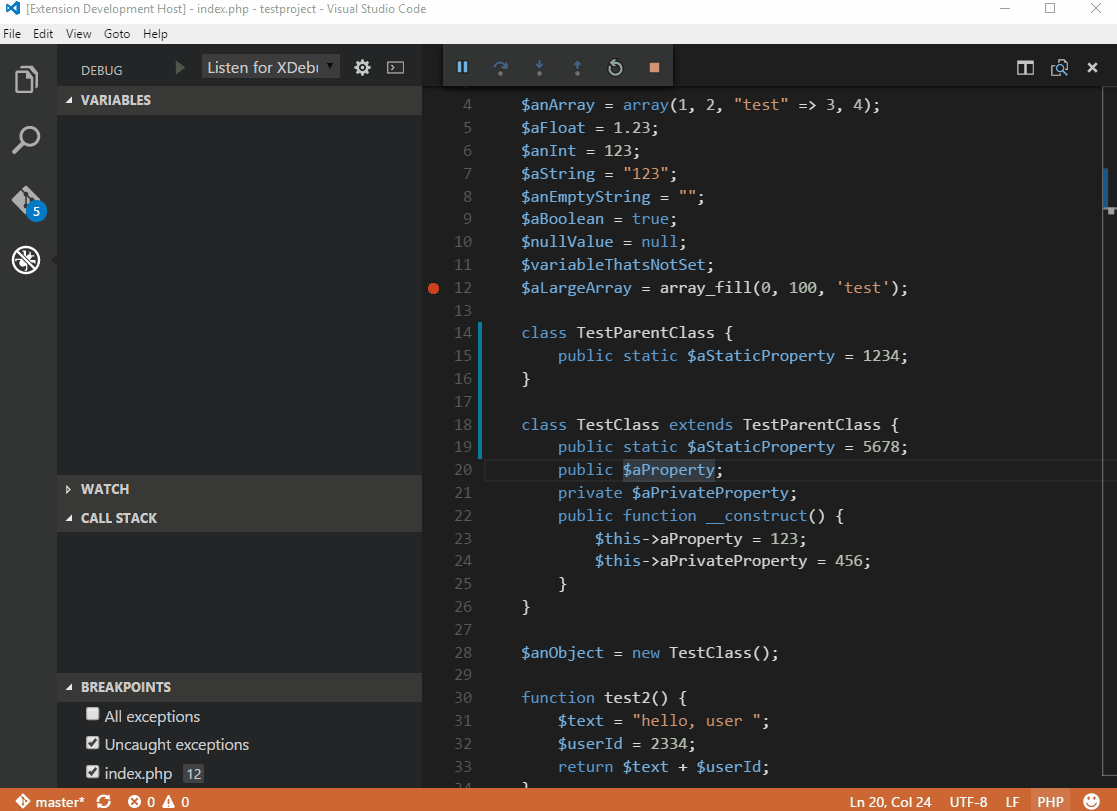 [Extension Development Host] - index.php - testproject - Visual Studio Code
File Edit View Goto Help
DEBUG
Listen for XDebu
VARIABLES
5
WATCH
CALL STACK
BREAKPOINTS
All exceptions
Uncaught exceptions
index.php 12
4 $anArray = array(1, 2, "test" => 3, 4);
5 $aFloat = 1.23;
6 $anInt = 123;
7 $aString = "123";
8 $anEmptyString = "";
9 $aBoolean = true;
10 $nullValue = null;
11 $variableThatsNotSet;
12 $aLargeArray = array_fill(0, 100, 'test');
13
14 class TestParentClass {
15 public static $aStaticProperty = 1234;
16 }
17
18 class TestClass extends TestParentClass {
19 public static $aStaticProperty = 5678;
20 public $aProperty;
21 private $aPrivateProperty;
22 public function __construct() {
23 $this->aProperty = 123;
24 $this->aPrivateProperty = 456;
25 }
26 }
27
28 $anObject = new TestClass();
29
30 function test2() {
31 $text = "hello, user ";
32 $userId = 2334;
33 return $text + $userId;
master* 0 0 Ln 20, Col 24 UTF-8 LF PHP